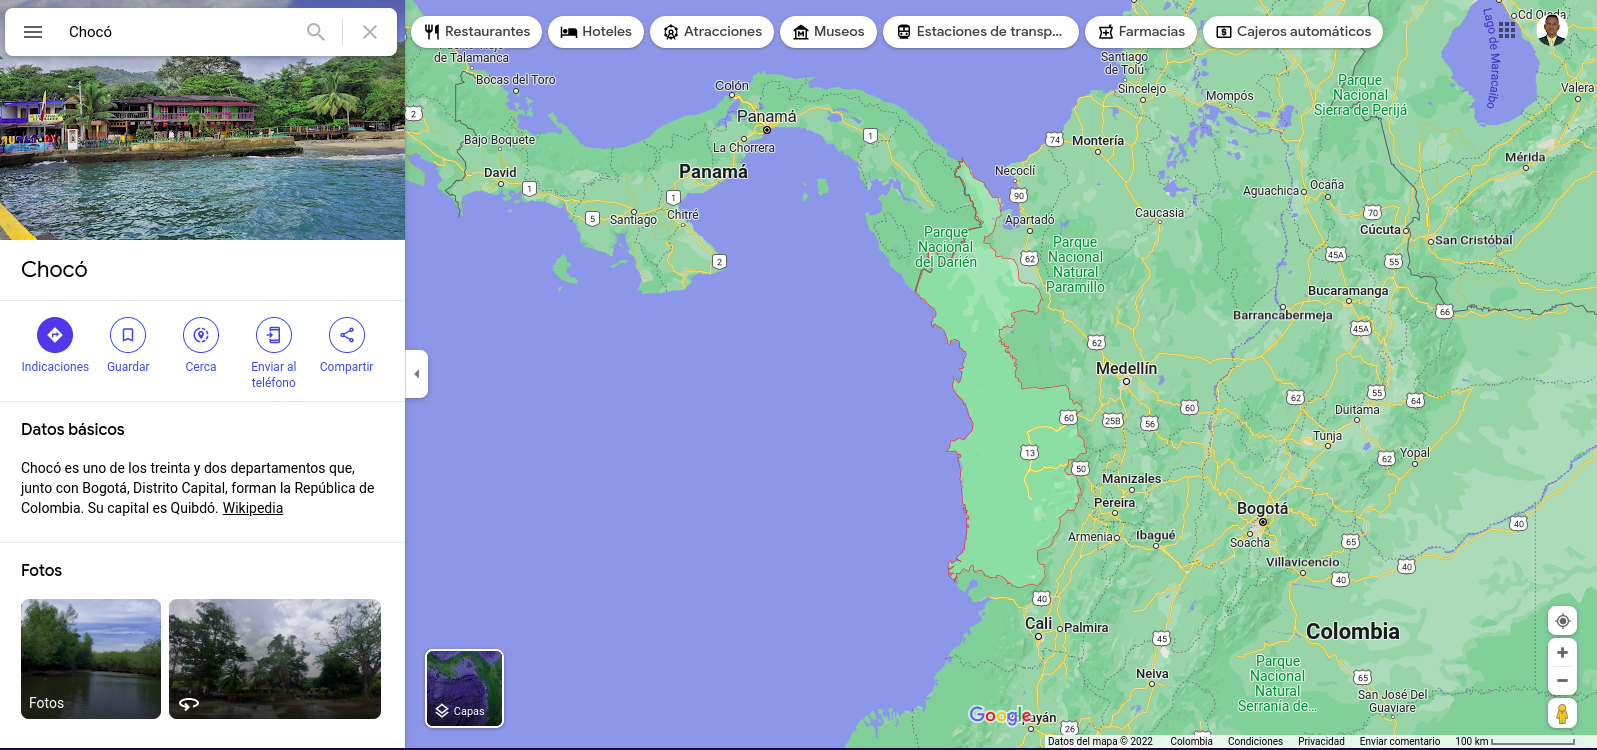 Chocó
Restaurantes
Hoteles
Atracciones
Museos
Estaciones de transp...
Farmacias
Cajeros automáticos
Chocó
Indicaciones
Guardar
Cerca
Enviar al
teléfono
Compartir
Datos básicos
Chocó es uno de los treinta y dos departamentos que,
junto con Bogotá, Distrito Capital, forman la República de
Colombia. Su capital es Quibdó. Wikipedia
Fotos
Fotos
de Talamanca
Bocas del Toro
2
Bajo Boquete
David
1
Colón
Panamá
La Chorrera
Panamá
1
1
5
Santiago
Chitré
2
Parque
Nacional
del Darién
Santiago
de Tolú
Sincelejo
Mompós
74
Montería
Necoclí
90
Apartadó
62
Parque
Nacional
Natural
Paramillo
Caucasia
Parque
Nacional
Sierra de Perijá
Cd Ojeda
Lago de Maracaibo
Valera
Mérida
Aguachica
Ocaña
70
Cúcuta
San Cristóbal
45A
55
Bucaramanga
Barrancabermeja
45A
66
62
Medellín
60
25B
56
60
62
55
64
Duitama
Tunja
62
Yopal
13
50
Manizales
Pereira
Armenia
Ibagué
Bogotá
Soacha
65
40
Villavicencio
40
40
40
Cali
Palmira
45
Colombia
Neiva
Parque
Nacional
Natural
Serranía de...
65
San José Del
Guaviare
26
Google
payán
Capas
Datos del mapa © 2022
Colombia
Condiciones
Privacidad
Enviar comentario
100 km